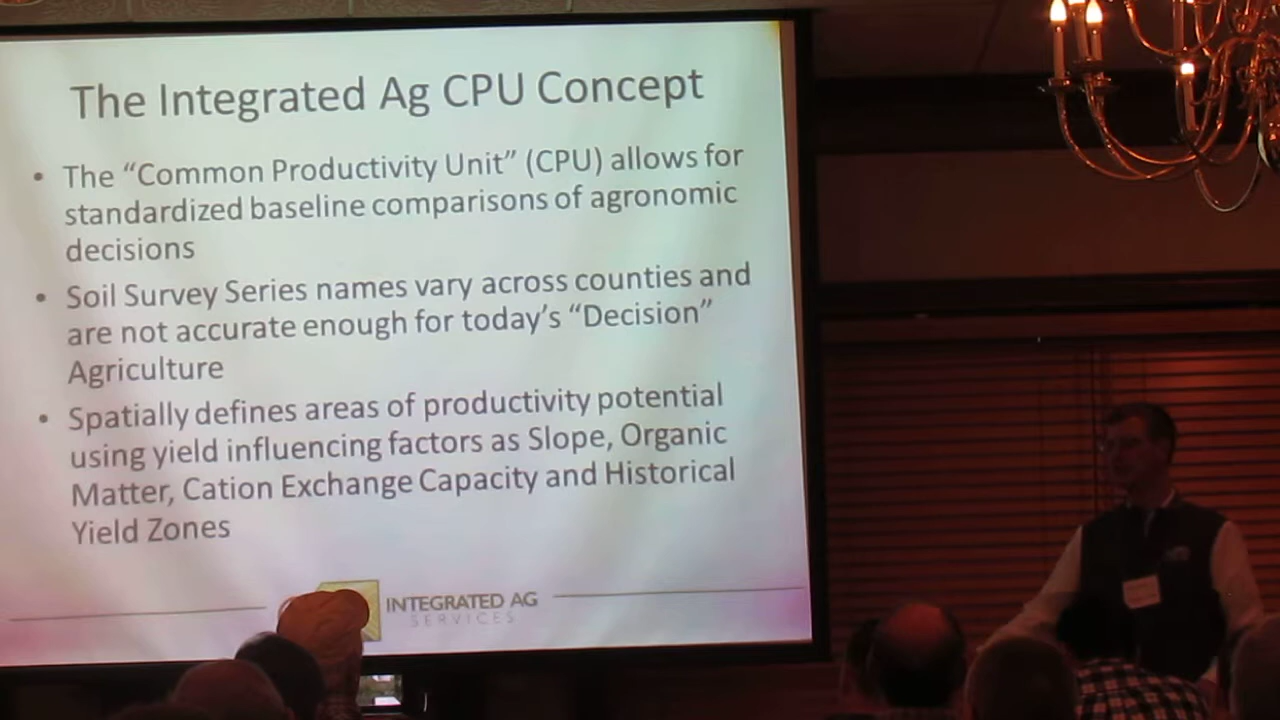 The Integrated Ag CPU Concept
• The “Common Productivity Unit” (CPU) allows for
standardized baseline comparisons of agronomic
decisions
• Soil Survey Series names vary across counties and
are not accurate enough for today’s “Decision”
Agriculture
• Spatially defines areas of productivity potential
using yield influencing factors as Slope, Organic
Matter, Cation Exchange Capacity and Historical
Yield Zones
INTEGRATED AG
SERVICES